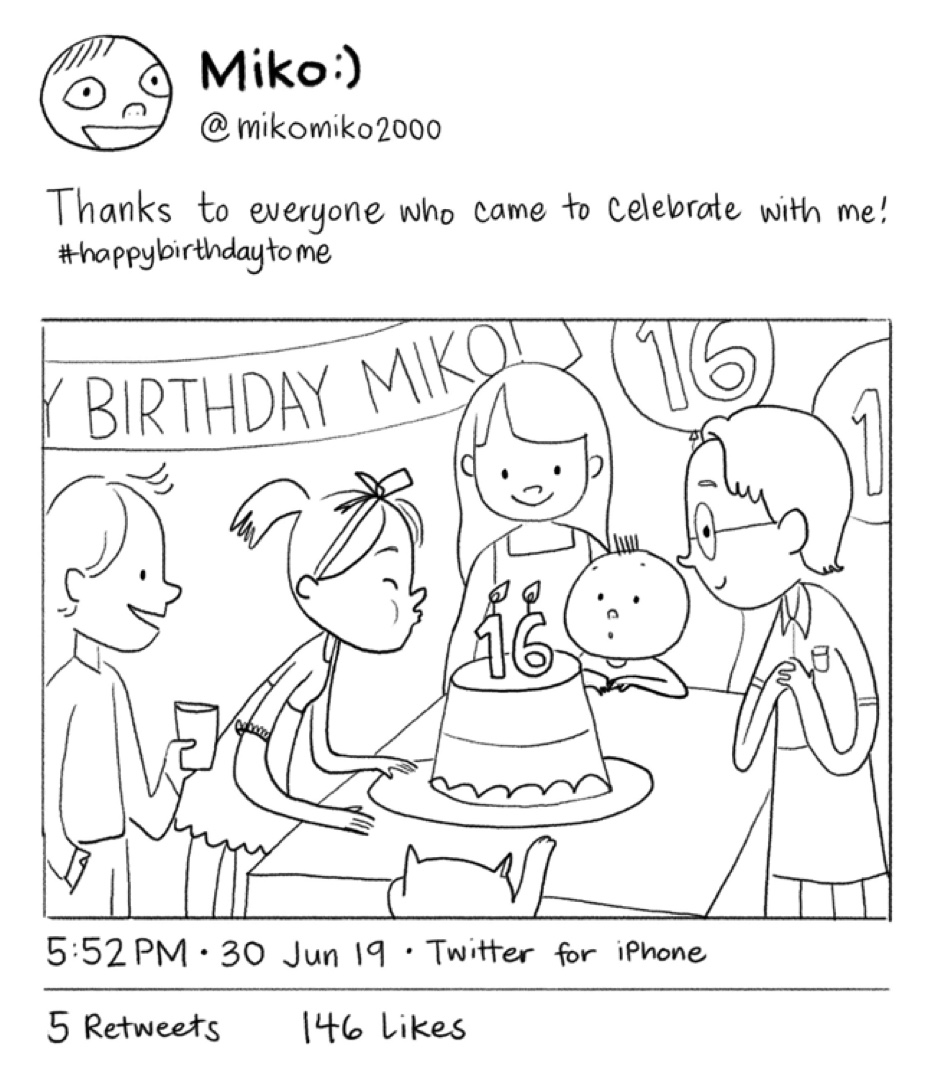 Miko:)
@mikomiko2000
Thanks to everyone who came to celebrate with me!
#happybirthdaytome
Y BIRTHDAY MIKO!
16
1
16
5:52 PM · 30 Jun 19 · Twitter for iPhone
5 Retweets 146 Likes